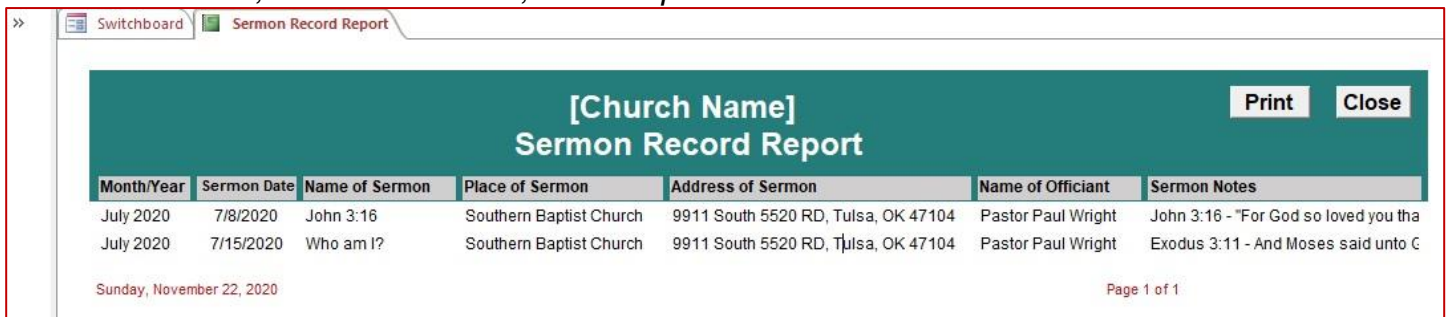 »
Switchboard Sermon Record Report
[Church Name]
Print Close
Sermon Record Report
Month/Year Sermon Date Name of Sermon Place of Sermon Address of Sermon Name of Officiant Sermon Notes
July 2020 7/8/2020 John 3:16 Southern Baptist Church 9911 South 5520 RD, Tulsa, OK 47104 Pastor Paul Wright John 3:16 - "For God so loved you tha
July 2020 7/15/2020 Who am I? Southern Baptist Church 9911 South 5520 RD, Tulsa, OK 47104 Pastor Paul Wright Exodus 3:11 - And Moses said unto G
Sunday, November 22, 2020 Page 1 of 1